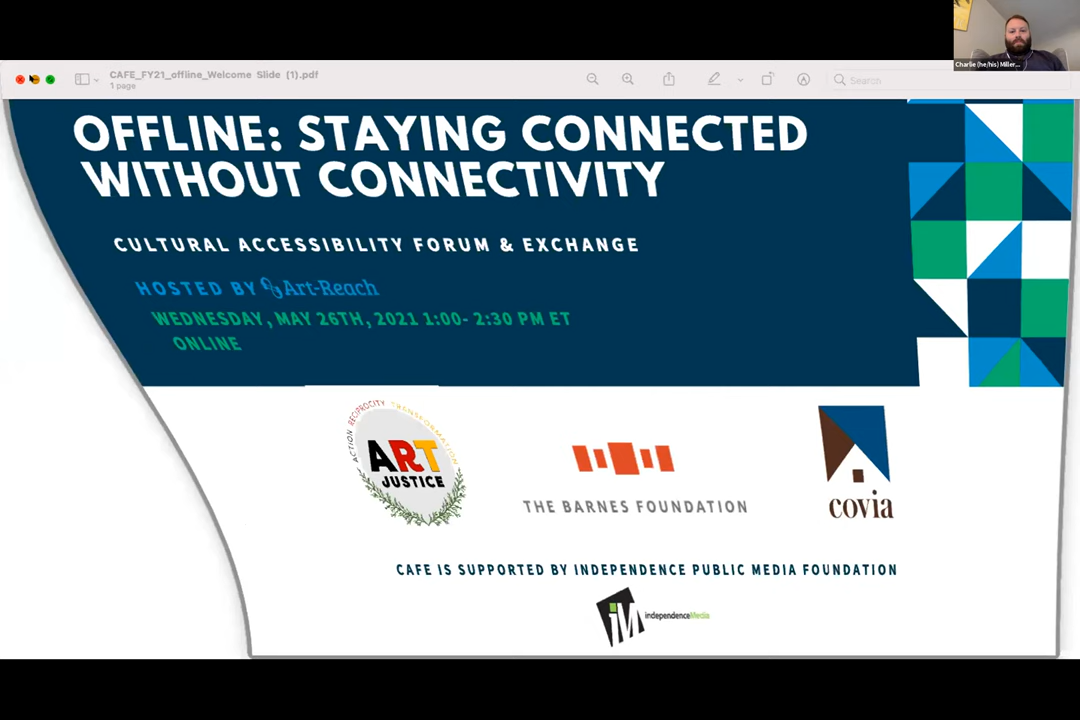 Charlie (he/his) Miller...
CAFE_FY21_offline_Welcome Slide (1).pdf
1 page
Search
OFFLINE: STAYING CONNECTED
WITHOUT CONNECTIVITY
CULTURAL ACCESSIBILITY FORUM & EXCHANGE
HOSTED BY Art-Reach
WEDNESDAY, MAY 26TH, 2021 1:00- 2:30 PM ET
ONLINE
ACTION RECIPROCITY TRANSFORMATION
ART
JUSTICE
THE BARNES FOUNDATION
covia
CAFE IS SUPPORTED BY INDEPENDENCE PUBLIC MEDIA FOUNDATION
iM independenceMedia